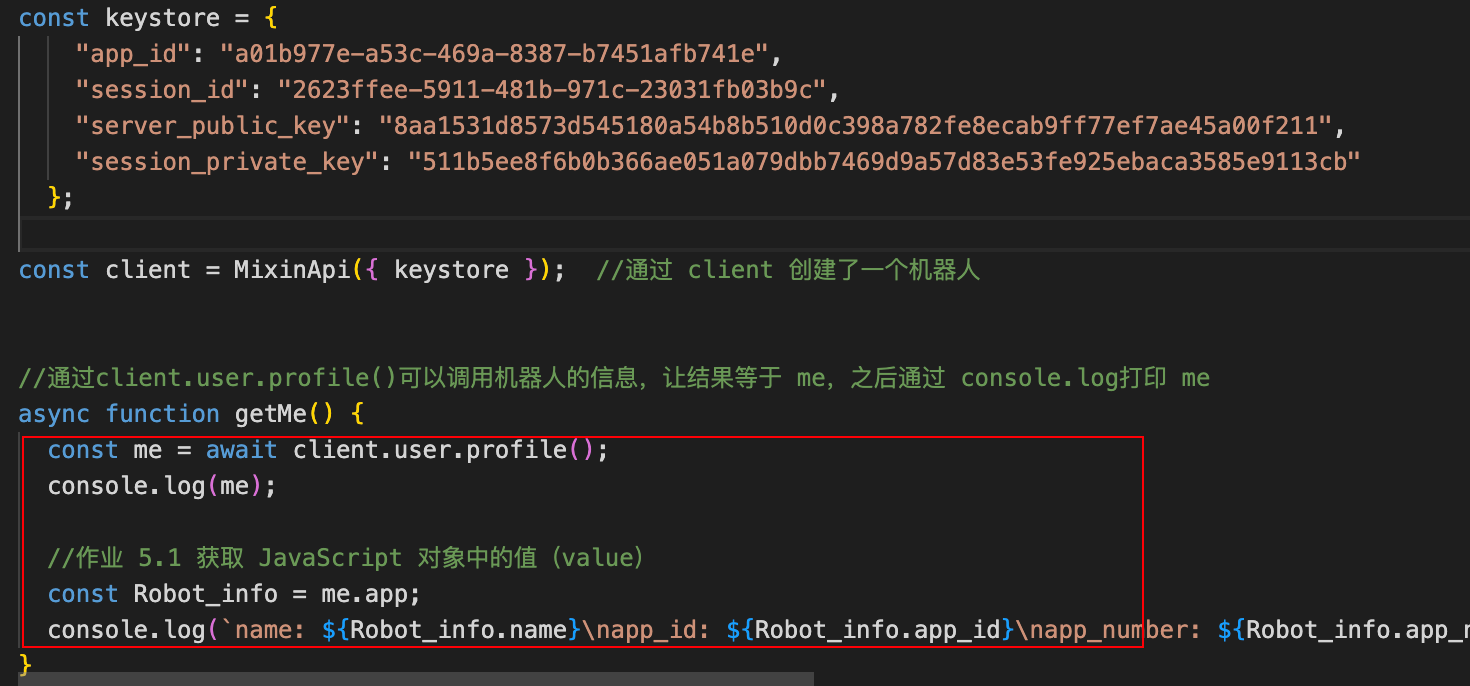 const keystore = {
"app_id": "a01b977e-a53c-469a-8387-b7451afb741e",
"session_id": "2623ffee-5911-481b-971c-23031fb03b9c",
"server_public_key": "8aa1531d8573d545180a54b8b510d0c398a782fe8ecab9ff77ef7ae45a00f211",
"session_private_key": "511b5ee8f6b0b366ae051a079dbb7469d9a57d83e53fe925ebaca3585e9113cb"
};
const client = MixinApi({ keystore });  //通过 client 创建了一个机器人
//通过client.user.profile()可以调用机器人的信息，让结果等于 me，之后通过 console.log打印 me
async function getMe() {
const me = await client.user.profile();
console.log(me);
//作业 5.1 获取 JavaScript 对象中的值（value）
const Robot_info = me.app;
console.log(`name: ${Robot_info.name}\napp_id: ${Robot_info.app_id}\napp_number: ${Robot_info.app_n
}